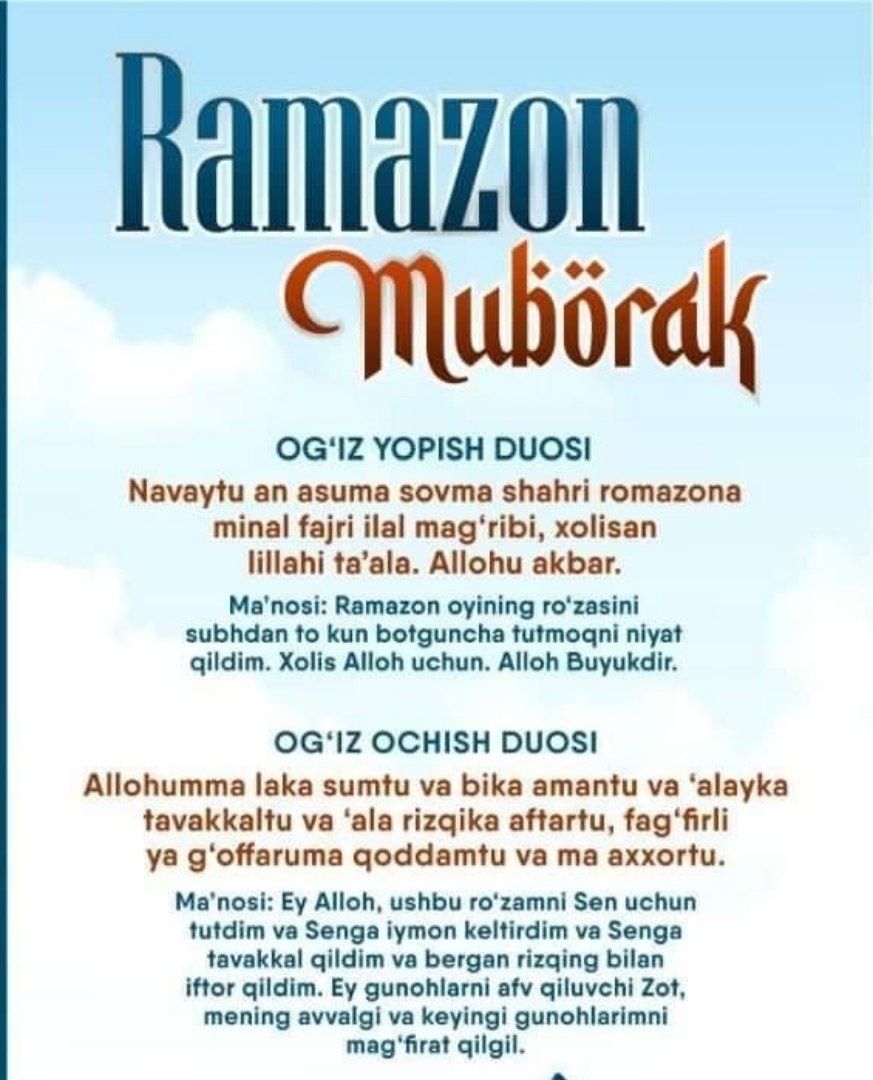 Ramazon
Mubörak
OG‘IZ YOPISH DUOSI
Navaytu an asuma sovma shahri romazona
minal fajri ilal mag‘ribi, xolisan
lillahi ta’ala. Allohu akbar.
Ma’nosi: Ramazon oyining ro‘zasini
subhdan to kun botguncha tutmoqni niyat
qildim. Xolis Alloh uchun. Alloh Buyukdir.
OG‘IZ OCHISH DUOSI
Allohumma laka sumtu va bika amantu va ‘alayka
tavakkaltu va ‘ala rizqika aftartu, fag‘firli
ya g‘offaruma qoddamtu va ma axxortu.
Ma’nosi: Ey Alloh, ushbu ro‘zamni Sen uchun
tutdim va Senga iymon keltirdim va Senga
tavakkal qildim va bergan rizqing bilan
iftor qildim. Ey gunohlarni afv qiluvchi Zot,
mening avvalgi va keyingi gunohlarimni
mag‘firat qilgil.